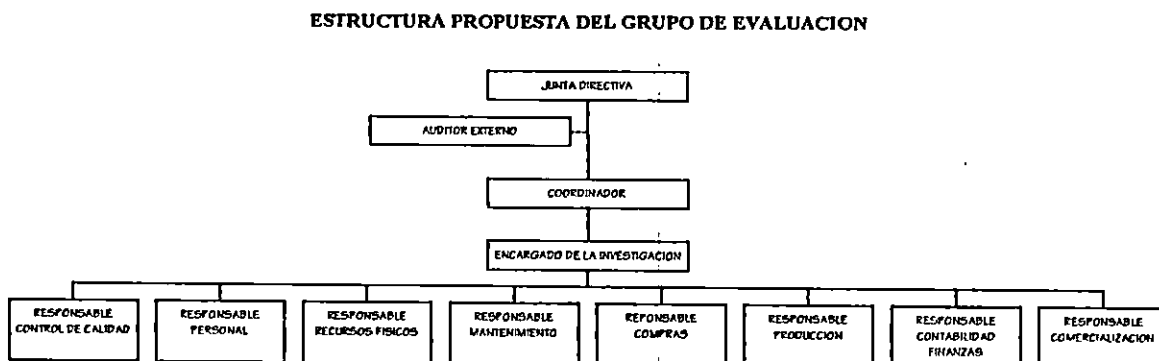 ESTRUCTURA PROPUESTA DEL GRUPO DE EVALUACION
JUNTA DIRECTIVA
AUDITOR EXTERNO
COORDINADOR
ENCARGADO DE LA INVESTIGACION
RESPONSABLE
CONTROL DE CALIDAD
RESPONSABLE
PERSONAL
RESPONSABLE
RECURSOS FISICOS
RESPONSABLE
MANTENIMIENTO
REPONSABLE
COMPRAS
RESPONSABLE
PRODUCCION
RESPONSABLE
CONTABILIDAD
FINANZAS
RESPONSABLE
COMERCIALIZACION